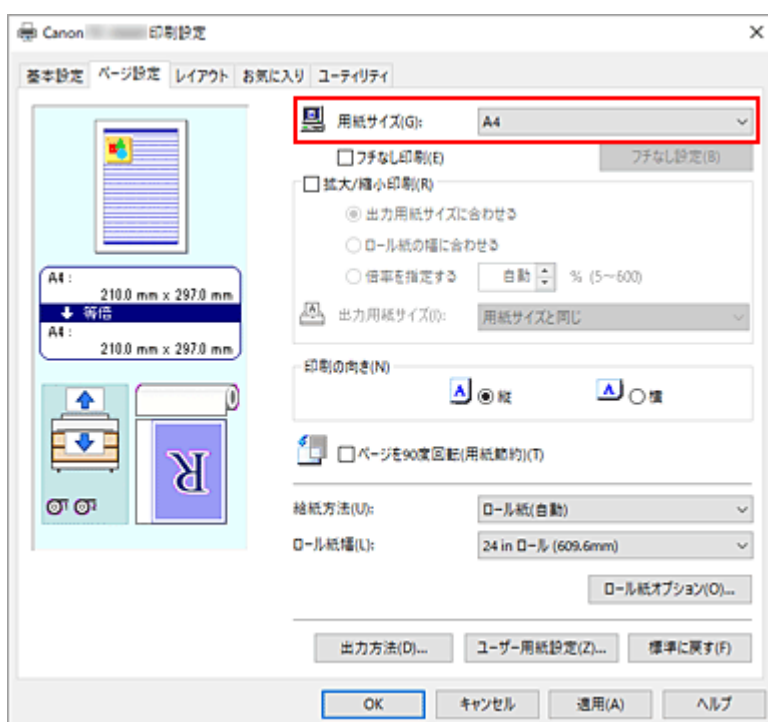 Canon 印刷設定
基本設定 ページ設定 レイアウト お気に入り ユーティリティ
用紙サイズ(G): A4
フチなし印刷(E) フチなし設定(B)
拡大/縮小印刷(R)
出力用紙サイズに合わせる
ロール紙の幅に合わせる
倍率を指定する 自動 % (5～600)
出力用紙サイズ(I): 用紙サイズと同じ
A4 :
210.0 mm x 297.0 mm
等倍
A4 :
210.0 mm x 297.0 mm
印刷の向き(N)
A 縦 A 横
ページを90度回転(用紙節約)(T)
R
給紙方法(U): ロール紙(自動)
ロール紙幅(L): 24 in ロール (609.6mm)
ロール紙オプション(O)...
出力方法(D)... ユーザー用紙設定(Z)... 標準に戻す(F)
OK キャンセル 適用(A) ヘルプ